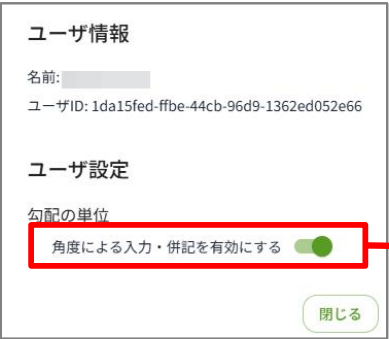 ユーザ情報
名前:
ユーザID: 1da15fed-ffbe-44cb-96d9-1362ed052e66
ユーザ設定
勾配の単位
角度による入力・併記を有効にする
閉じる